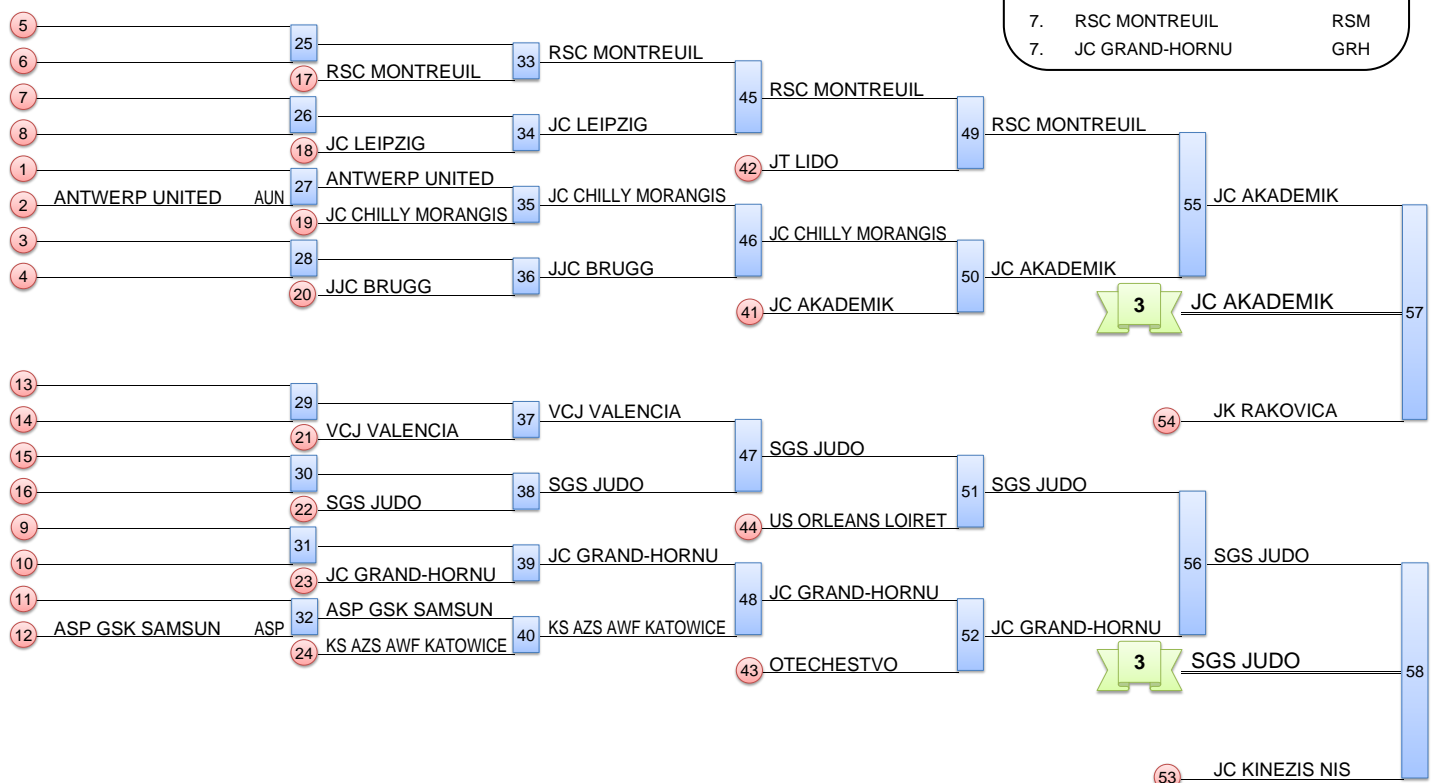 7. RSC MONTREUIL RSM
7. JC GRAND-HORNU GRH
5
25
6
RSC MONTREUIL
33
RSC MONTREUIL
17
7
45
RSC MONTREUIL
26
8
34
JC LEIPZIG
49
RSC MONTREUIL
18
JC LEIPZIG
1
42
JT LIDO
27
ANTWERP UNITED
2
ANTWERP UNITED AUN
35
JC CHILLY MORANGIS
55
JC AKADEMIK
19
JC CHILLY MORANGIS
3
46
JC CHILLY MORANGIS
28
4
36
JJC BRUGG
50
JC AKADEMIK
20
JJC BRUGG
41
JC AKADEMIK
3
JC AKADEMIK
57
13
29
14
37
VCJ VALENCIA
54
JK RAKOVICA
21
VCJ VALENCIA
15
47
SGS JUDO
30
16
38
SGS JUDO
51
SGS JUDO
22
SGS JUDO
9
44
US ORLEANS LOIRET
31
10
39
JC GRAND-HORNU
56
SGS JUDO
23
JC GRAND-HORNU
11
48
JC GRAND-HORNU
32
ASP GSK SAMSUN
12
ASP GSK SAMSUN ASP
40
KS AZS AWF KATOWICE
52
JC GRAND-HORNU
24
KS AZS AWF KATOWICE
43
OTECHESTVO
3
SGS JUDO
58
53
JC KINEZIS NIS